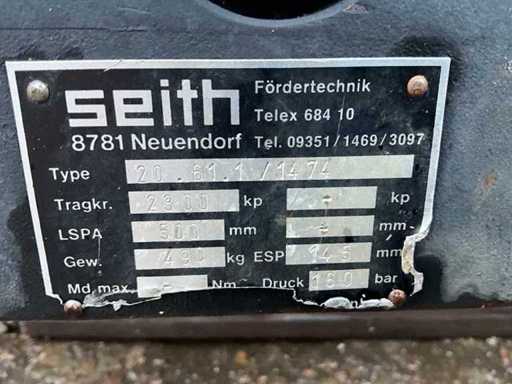 seith Fördertechnik
Telex 684 10
8781 Neuendorf Tel. 09351/1469/3097
Type 20.61.1/1474
Tragkr. 2300 kp - kp
LSPA 500 mm - mm
Gew. 490 kg ESP 145 mm
Md. max. - Nm Druck 160 bar